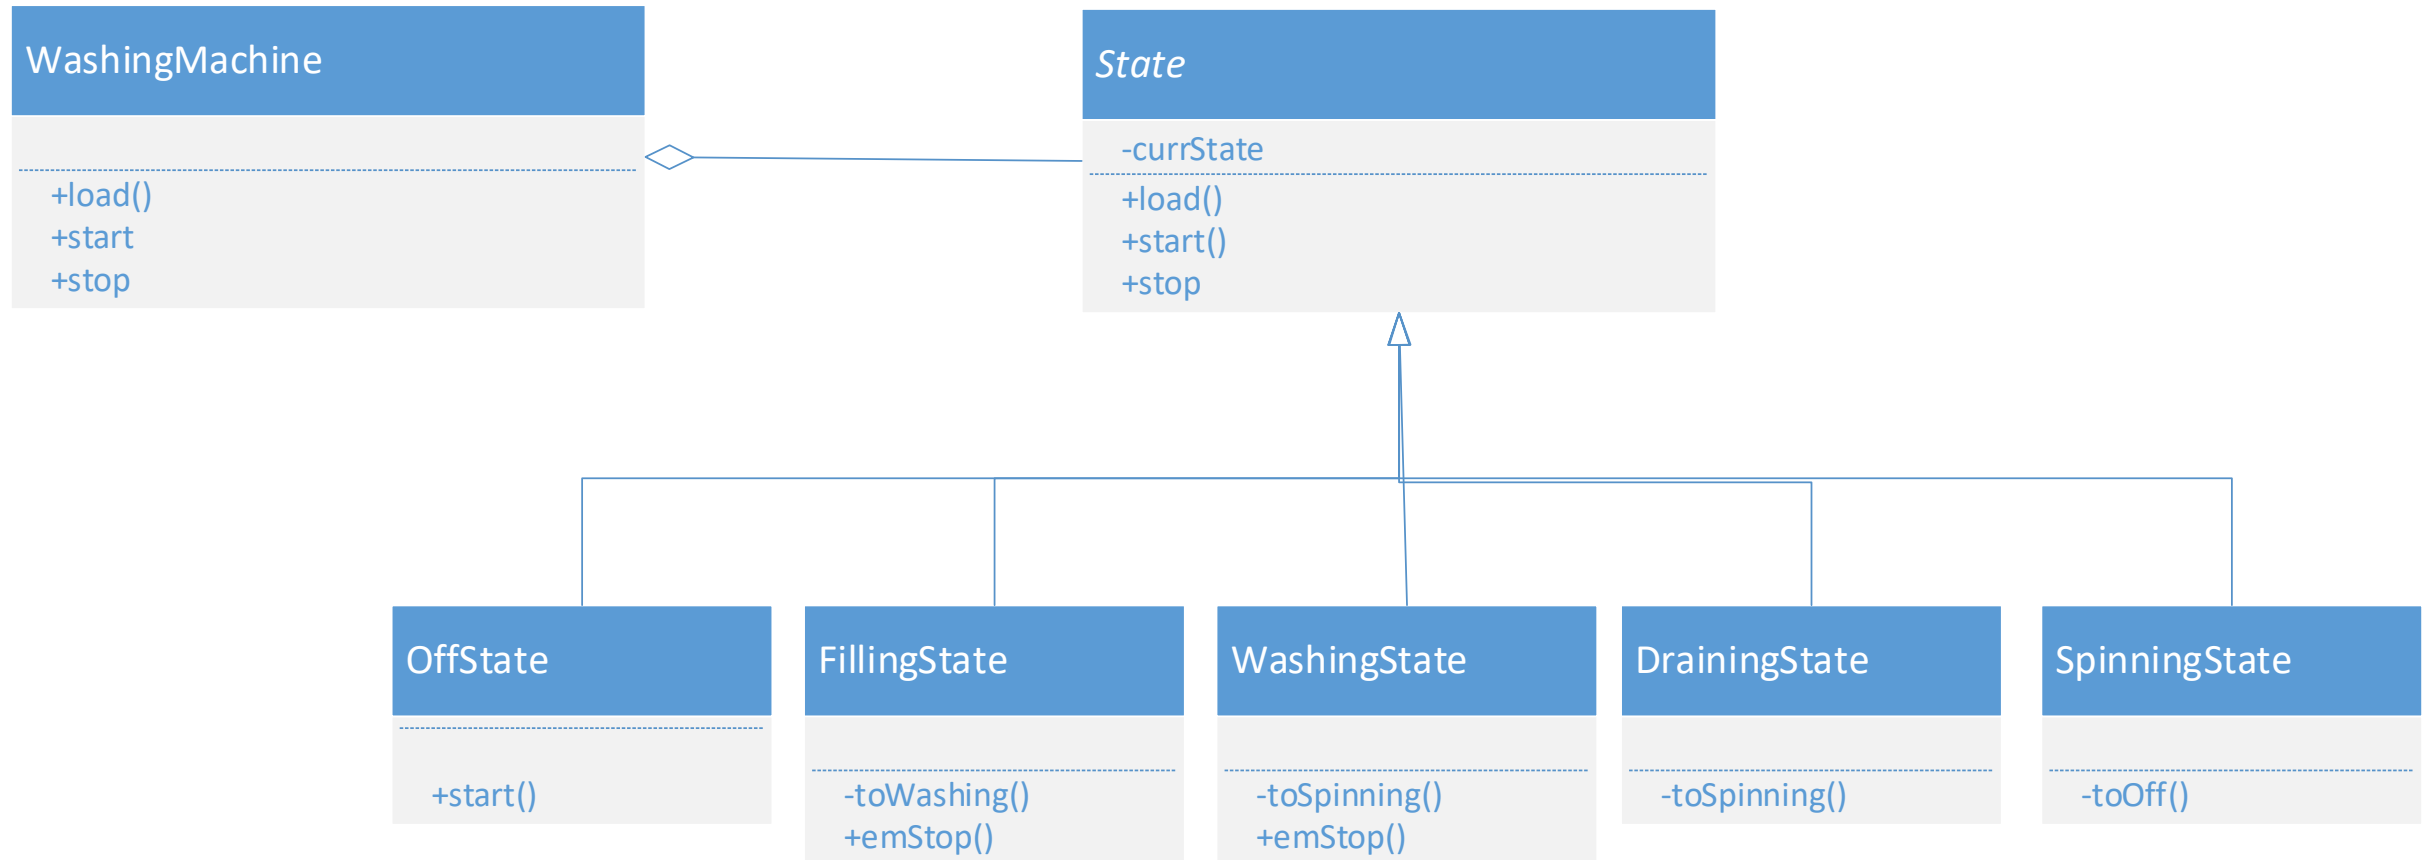 WashingMachine
+load()
+start
+stop
State
-currState
+load()
+start()
+stop
OffState
+start()
FillingState
-toWashing()
+emStop()
WashingState
-toSpinning()
+emStop()
DrainingState
-toSpinning()
SpinningState
-toOff()